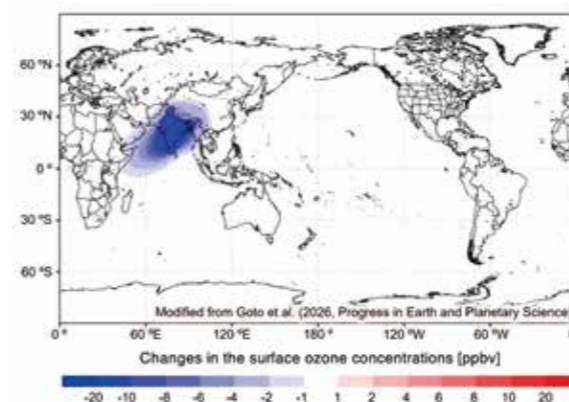 60 °N
30°N
0 °
30 °S
60 °S
Modified from Goto et al. (2026, Progress in Earth and Planetary Science)
0 ° 60 °E 120 °E 180 ° 120 °W 60 °W
Changes in the surface ozone concentrations [ppbv]
-20 -10 -8 -6 -4 -2 -1 1 2 4 6 8 10 20